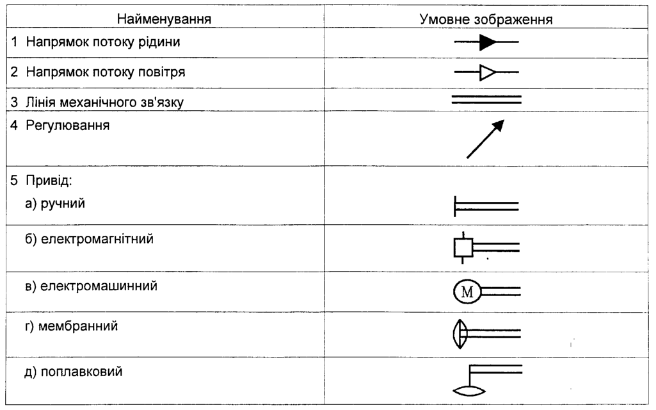 Найменування Умовне зображення
1 Напрямок потоку рідини
2 Напрямок потоку повітря
3 Лінія механічного зв'язку
4 Регулювання
5 Привід:
а) ручний
б) електромагнітний
в) електромашинний
М
г) мембранний
д) поплавковий